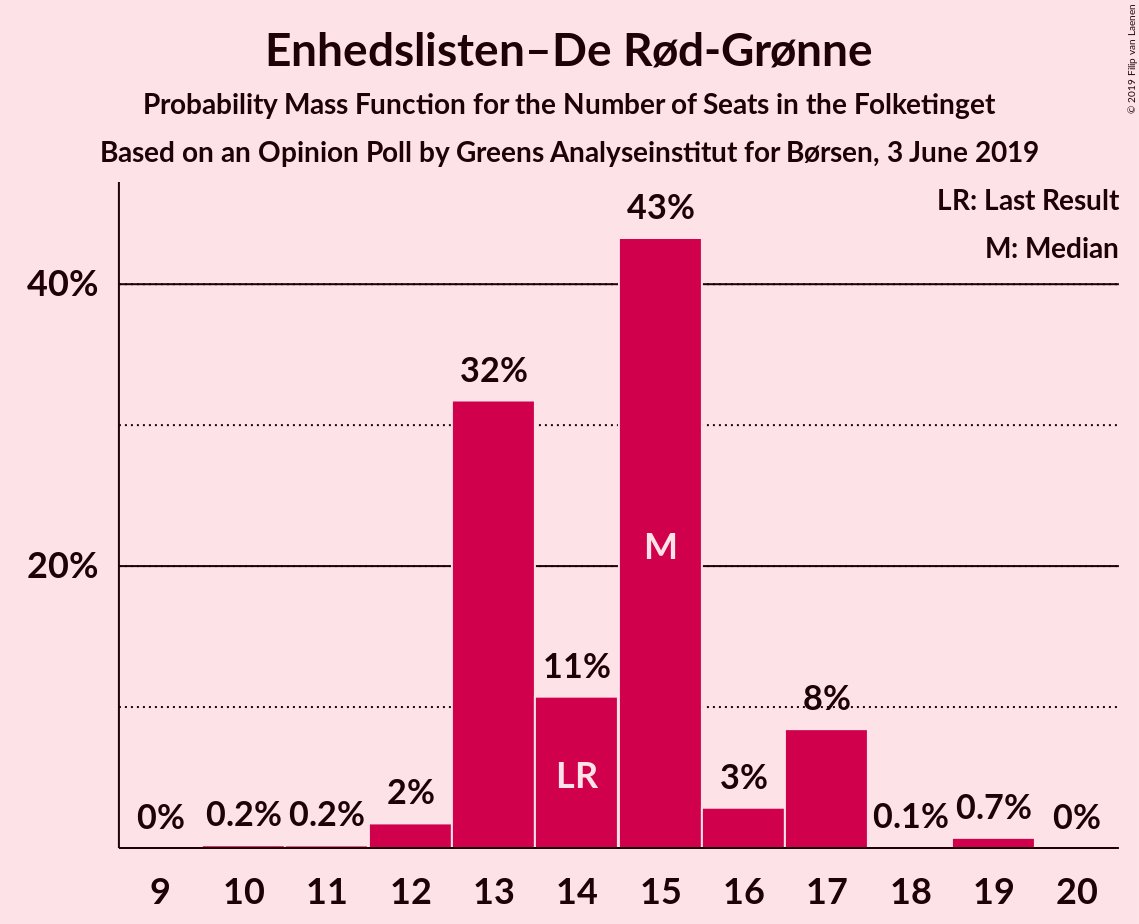 Enhedslisten–De Rød-Grønne
Probability Mass Function for the Number of Seats in the Folketinget
Based on an Opinion Poll by Greens Analyseinstitut for Børsen, 3 June 2019
© 2019 Filip van Laenen
LR: Last Result
M: Median
43%
40%
32%
20%
M
11%
8%
LR
3%
2%
0%
0.2%
0.2%
0.1%
0.7%
0%
9 10 11 12 13 14 15 16 17 18 19 20